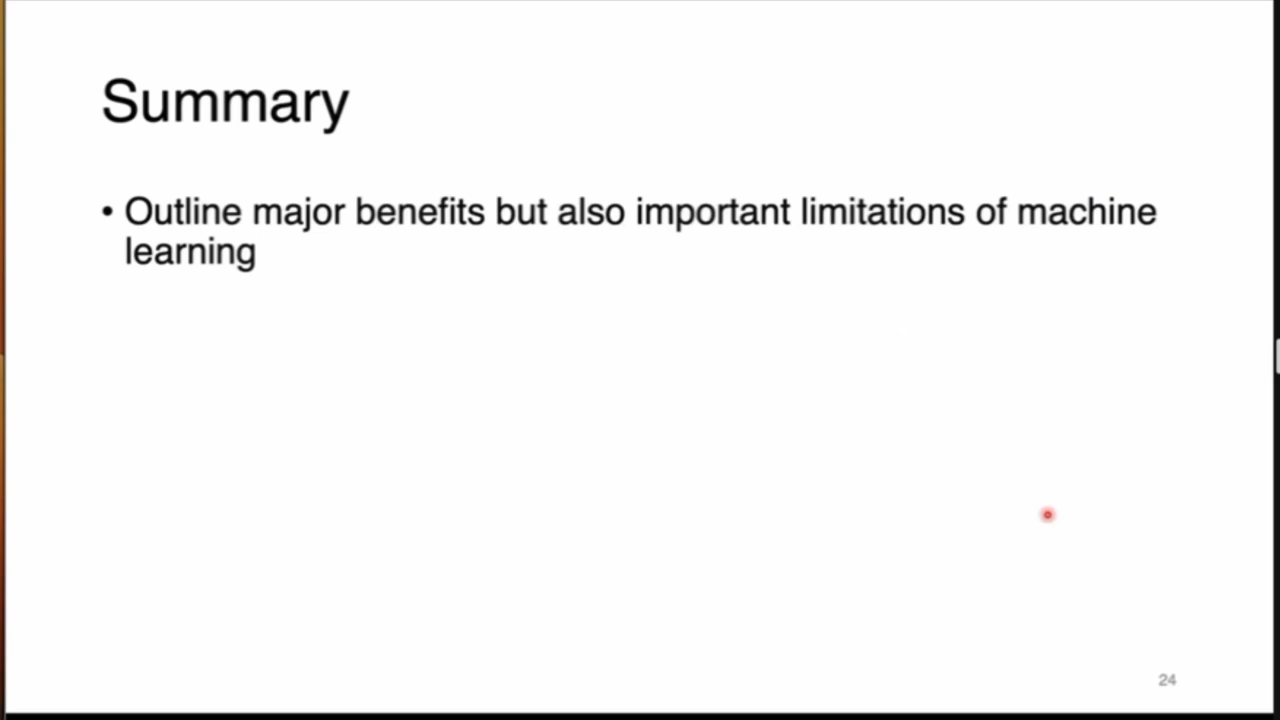 Summary
• Outline major benefits but also important limitations of machine
learning
24